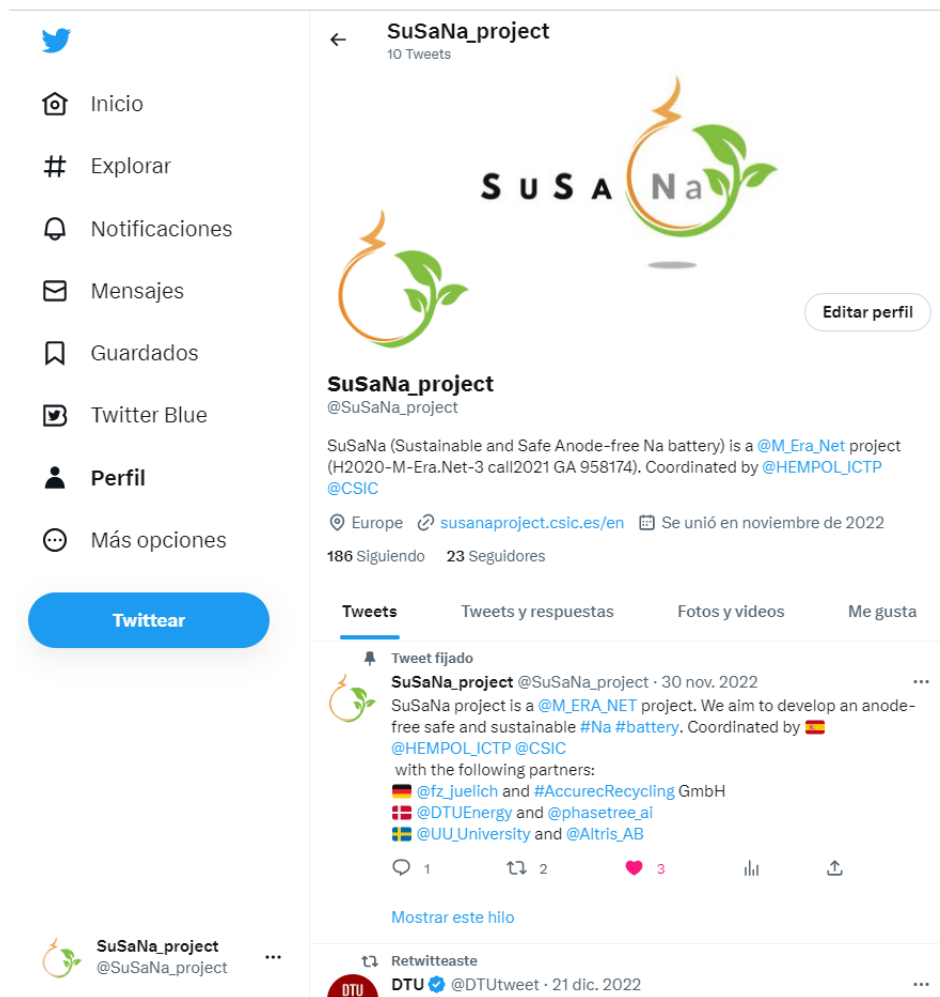 Inicio
Explorar
Notificaciones
Mensajes
Guardados
Twitter Blue
Perfil
Más opciones
Twittear
SuSaNa_project
@SuSaNa_project
SuSaNa_project
10 Tweets
SuSa Na
Editar perfil
SuSaNa_project
@SuSaNa_project
SuSaNa (Sustainable and Safe Anode-free Na battery) is a @M_Era_Net project
(H2020-M-Era.Net-3 call2021 GA 958174). Coordinated by @HEMPOL_ICTP
@CSIC
Europe susanaproject.csic.es/en Se unió en noviembre de 2022
186 Siguiendo 23 Seguidores
Tweets Tweets y respuestas Fotos y videos Me gusta
Tweet fijado
SuSaNa_project @SuSaNa_project · 30 nov. 2022
SuSaNa project is a @M_ERA_NET project. We aim to develop an anode-
free safe and sustainable #Na #battery. Coordinated by 🇪🇸
@HEMPOL_ICTP @CSIC
with the following partners:
🇩🇪 @fz_juelich and #AccurecRecycling GmbH
🇩🇰 @DTUEnergy and @phasetree_ai
🇸🇪 @UU_University and @Altris_AB
1 2 3
Mostrar este hilo
Retwitteaste
DTU @DTUtweet · 21 dic. 2022
DTU